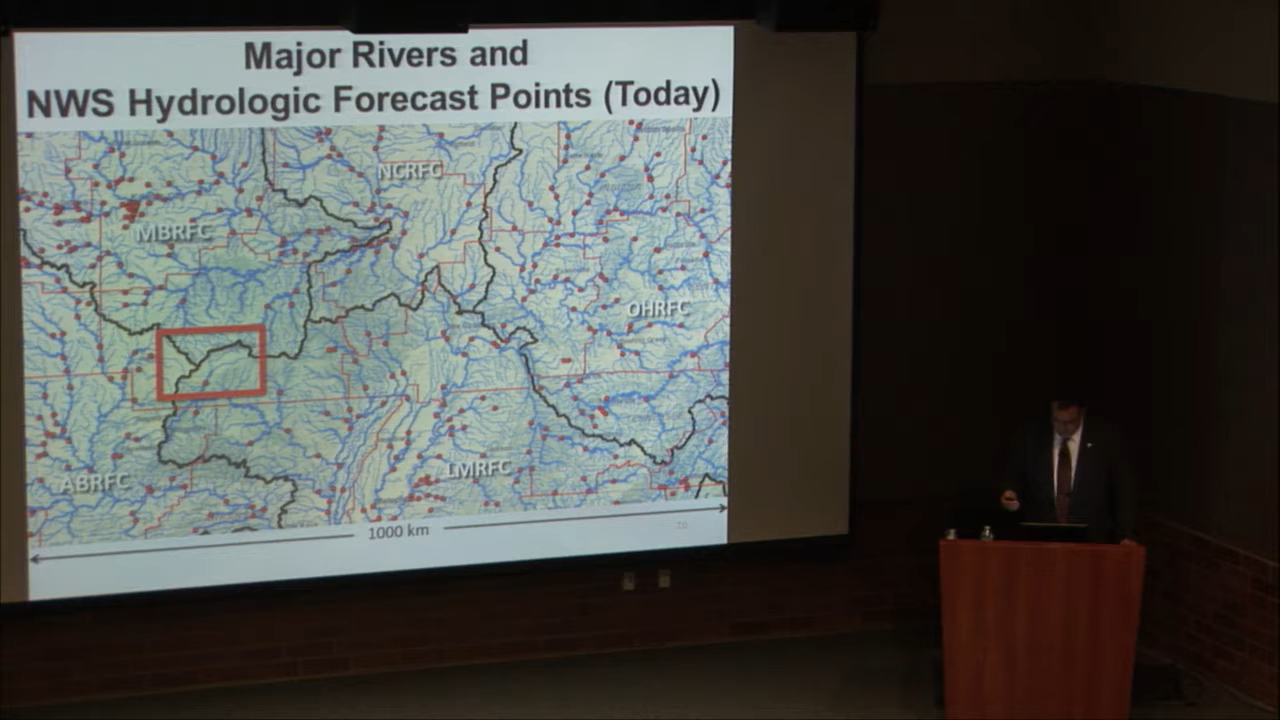 Major Rivers and
NWS Hydrologic Forecast Points (Today)
NCRFC
MBRFC
OHRFC
LMRFC
ABRFC
1000 km